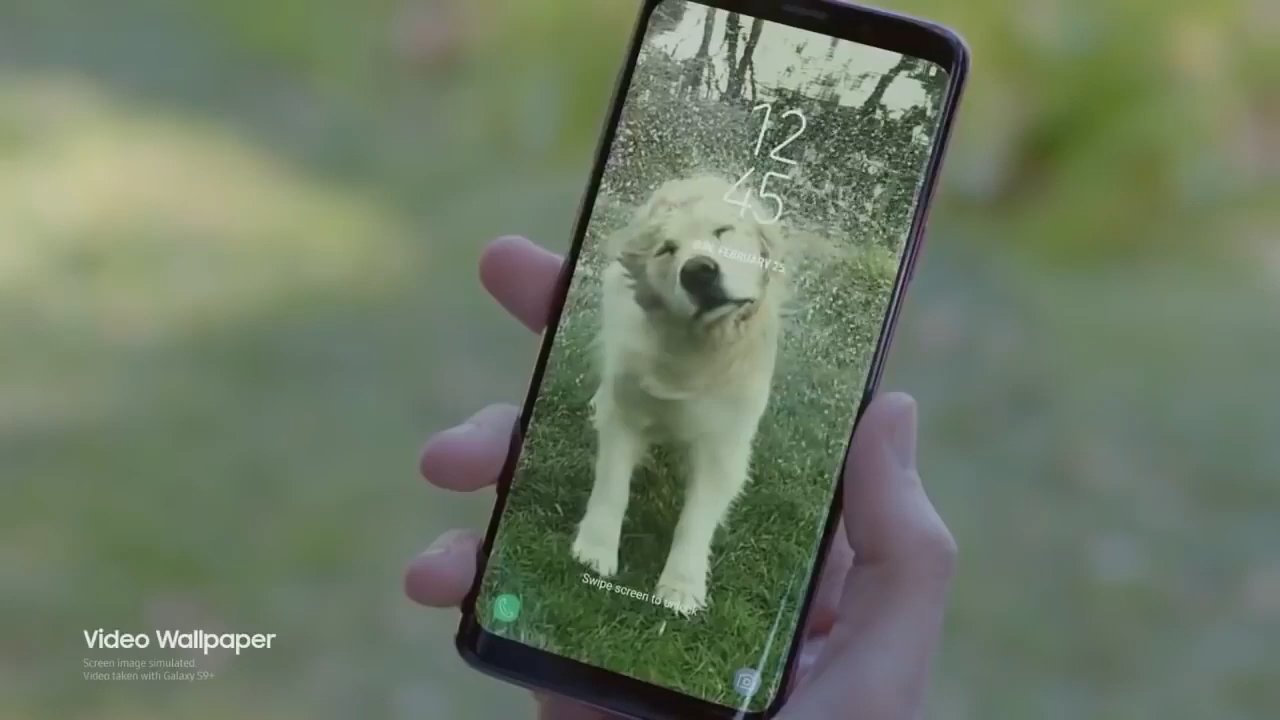 12
45
FEBRUARY 25
Swipe screen to unlock
Video Wallpaper
Screen image simulated
Video taken with Galaxy S9+